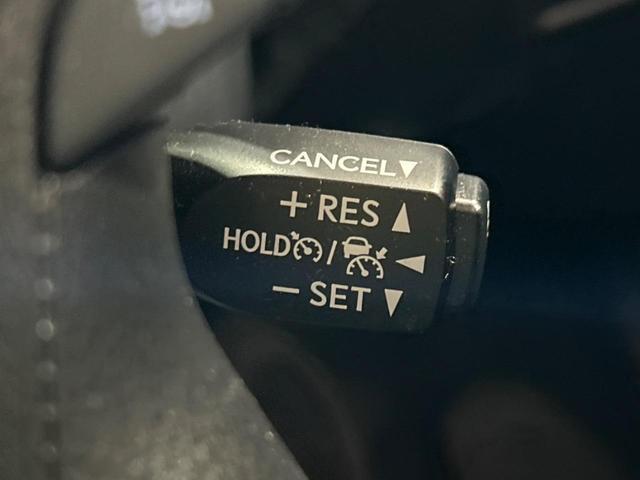 CANCEL▼
+ RES ▲
HOLD / ◀
− SET ▼